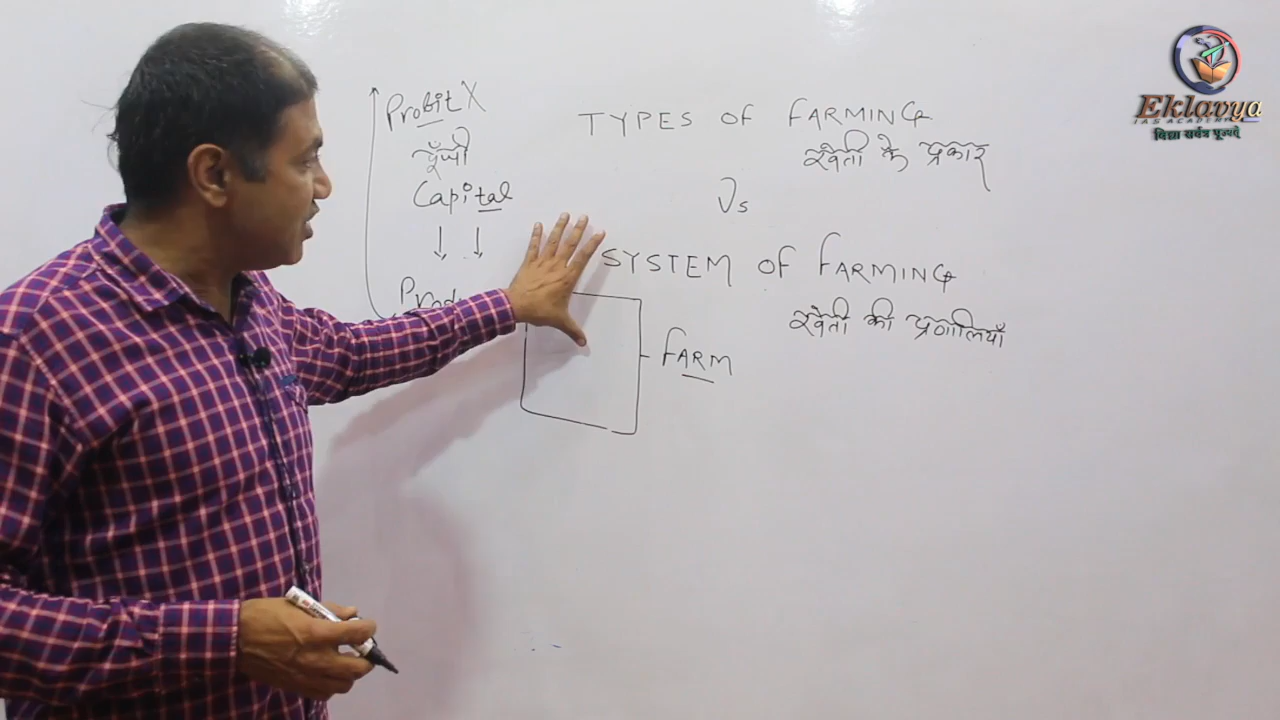 Profit X
पूँजी
Capital
TYPES OF FARMING
खेती के प्रकार
Vs
SYSTEM OF FARMING
खेती की प्रणालियाँ
FARM
Eklavya
IAS ACADEMY
विद्या सर्वत्र पूज्यते